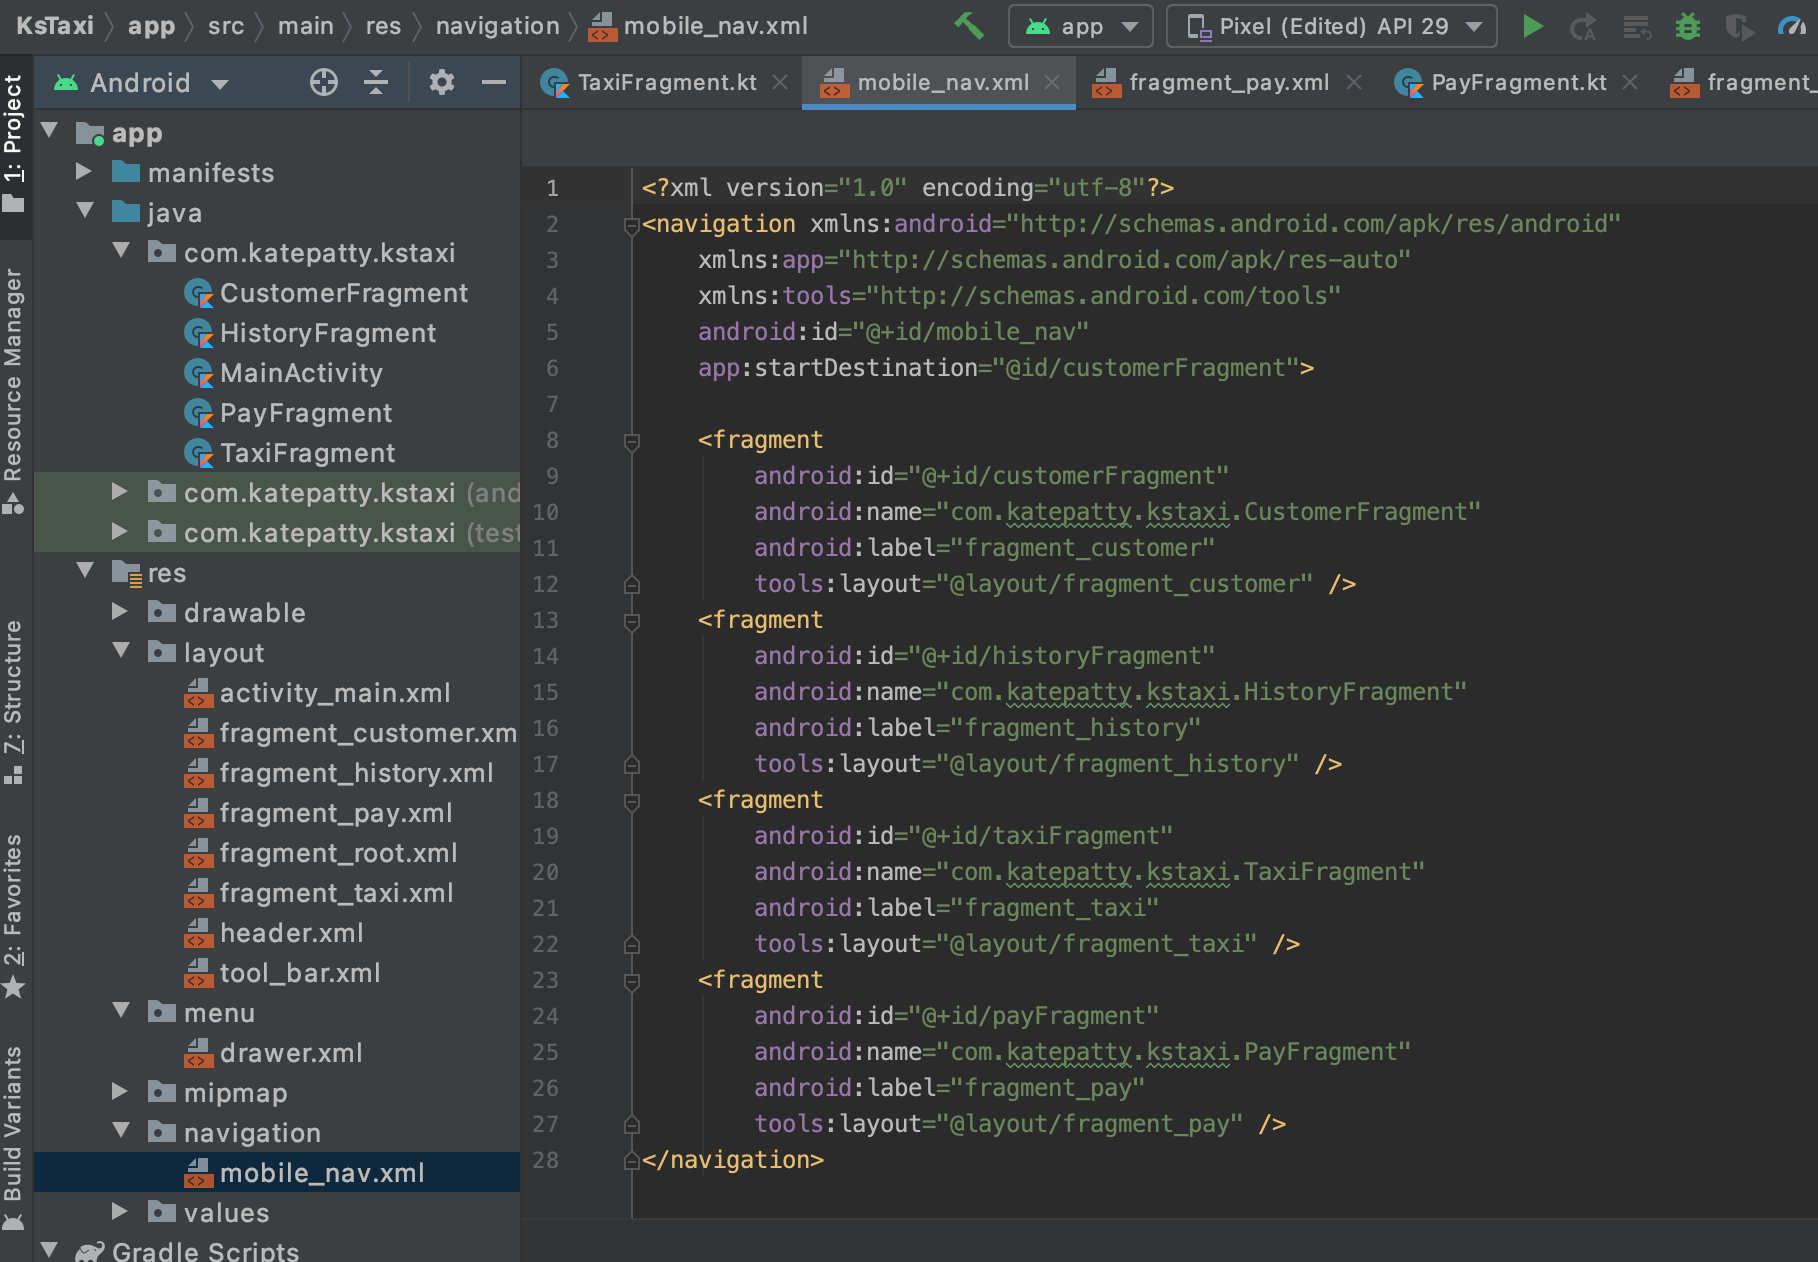 KsTaxi app src main res navigation mobile_nav.xml app Pixel (Edited) API 29
1: Project
Resource Manager
7: Structure
2: Favorites
Build Variants
Android
app
manifests
java
com.katepatty.kstaxi
CustomerFragment
HistoryFragment
MainActivity
PayFragment
TaxiFragment
com.katepatty.kstaxi (and
com.katepatty.kstaxi (test
res
drawable
layout
activity_main.xml
fragment_customer.xm
fragment_history.xml
fragment_pay.xml
fragment_root.xml
fragment_taxi.xml
header.xml
tool_bar.xml
menu
drawer.xml
mipmap
navigation
mobile_nav.xml
values
Gradle Scripts
TaxiFragment.kt mobile_nav.xml fragment_pay.xml PayFragment.kt fragment_
1 <?xml version="1.0" encoding="utf-8"?>
2 <navigation xmlns:android="http://schemas.android.com/apk/res/android"
3 xmlns:app="http://schemas.android.com/apk/res-auto"
4 xmlns:tools="http://schemas.android.com/tools"
5 android:id="@+id/mobile_nav"
6 app:startDestination="@id/customerFragment">
7
8 <fragment
9 android:id="@+id/customerFragment"
10 android:name="com.katepatty.kstaxi.CustomerFragment"
11 android:label="fragment_customer"
12 tools:layout="@layout/fragment_customer" />
13 <fragment
14 android:id="@+id/historyFragment"
15 android:name="com.katepatty.kstaxi.HistoryFragment"
16 android:label="fragment_history"
17 tools:layout="@layout/fragment_history" />
18 <fragment
19 android:id="@+id/taxiFragment"
20 android:name="com.katepatty.kstaxi.TaxiFragment"
21 android:label="fragment_taxi"
22 tools:layout="@layout/fragment_taxi" />
23 <fragment
24 android:id="@+id/payFragment"
25 android:name="com.katepatty.kstaxi.PayFragment"
26 android:label="fragment_pay"
27 tools:layout="@layout/fragment_pay" />
28 </navigation>